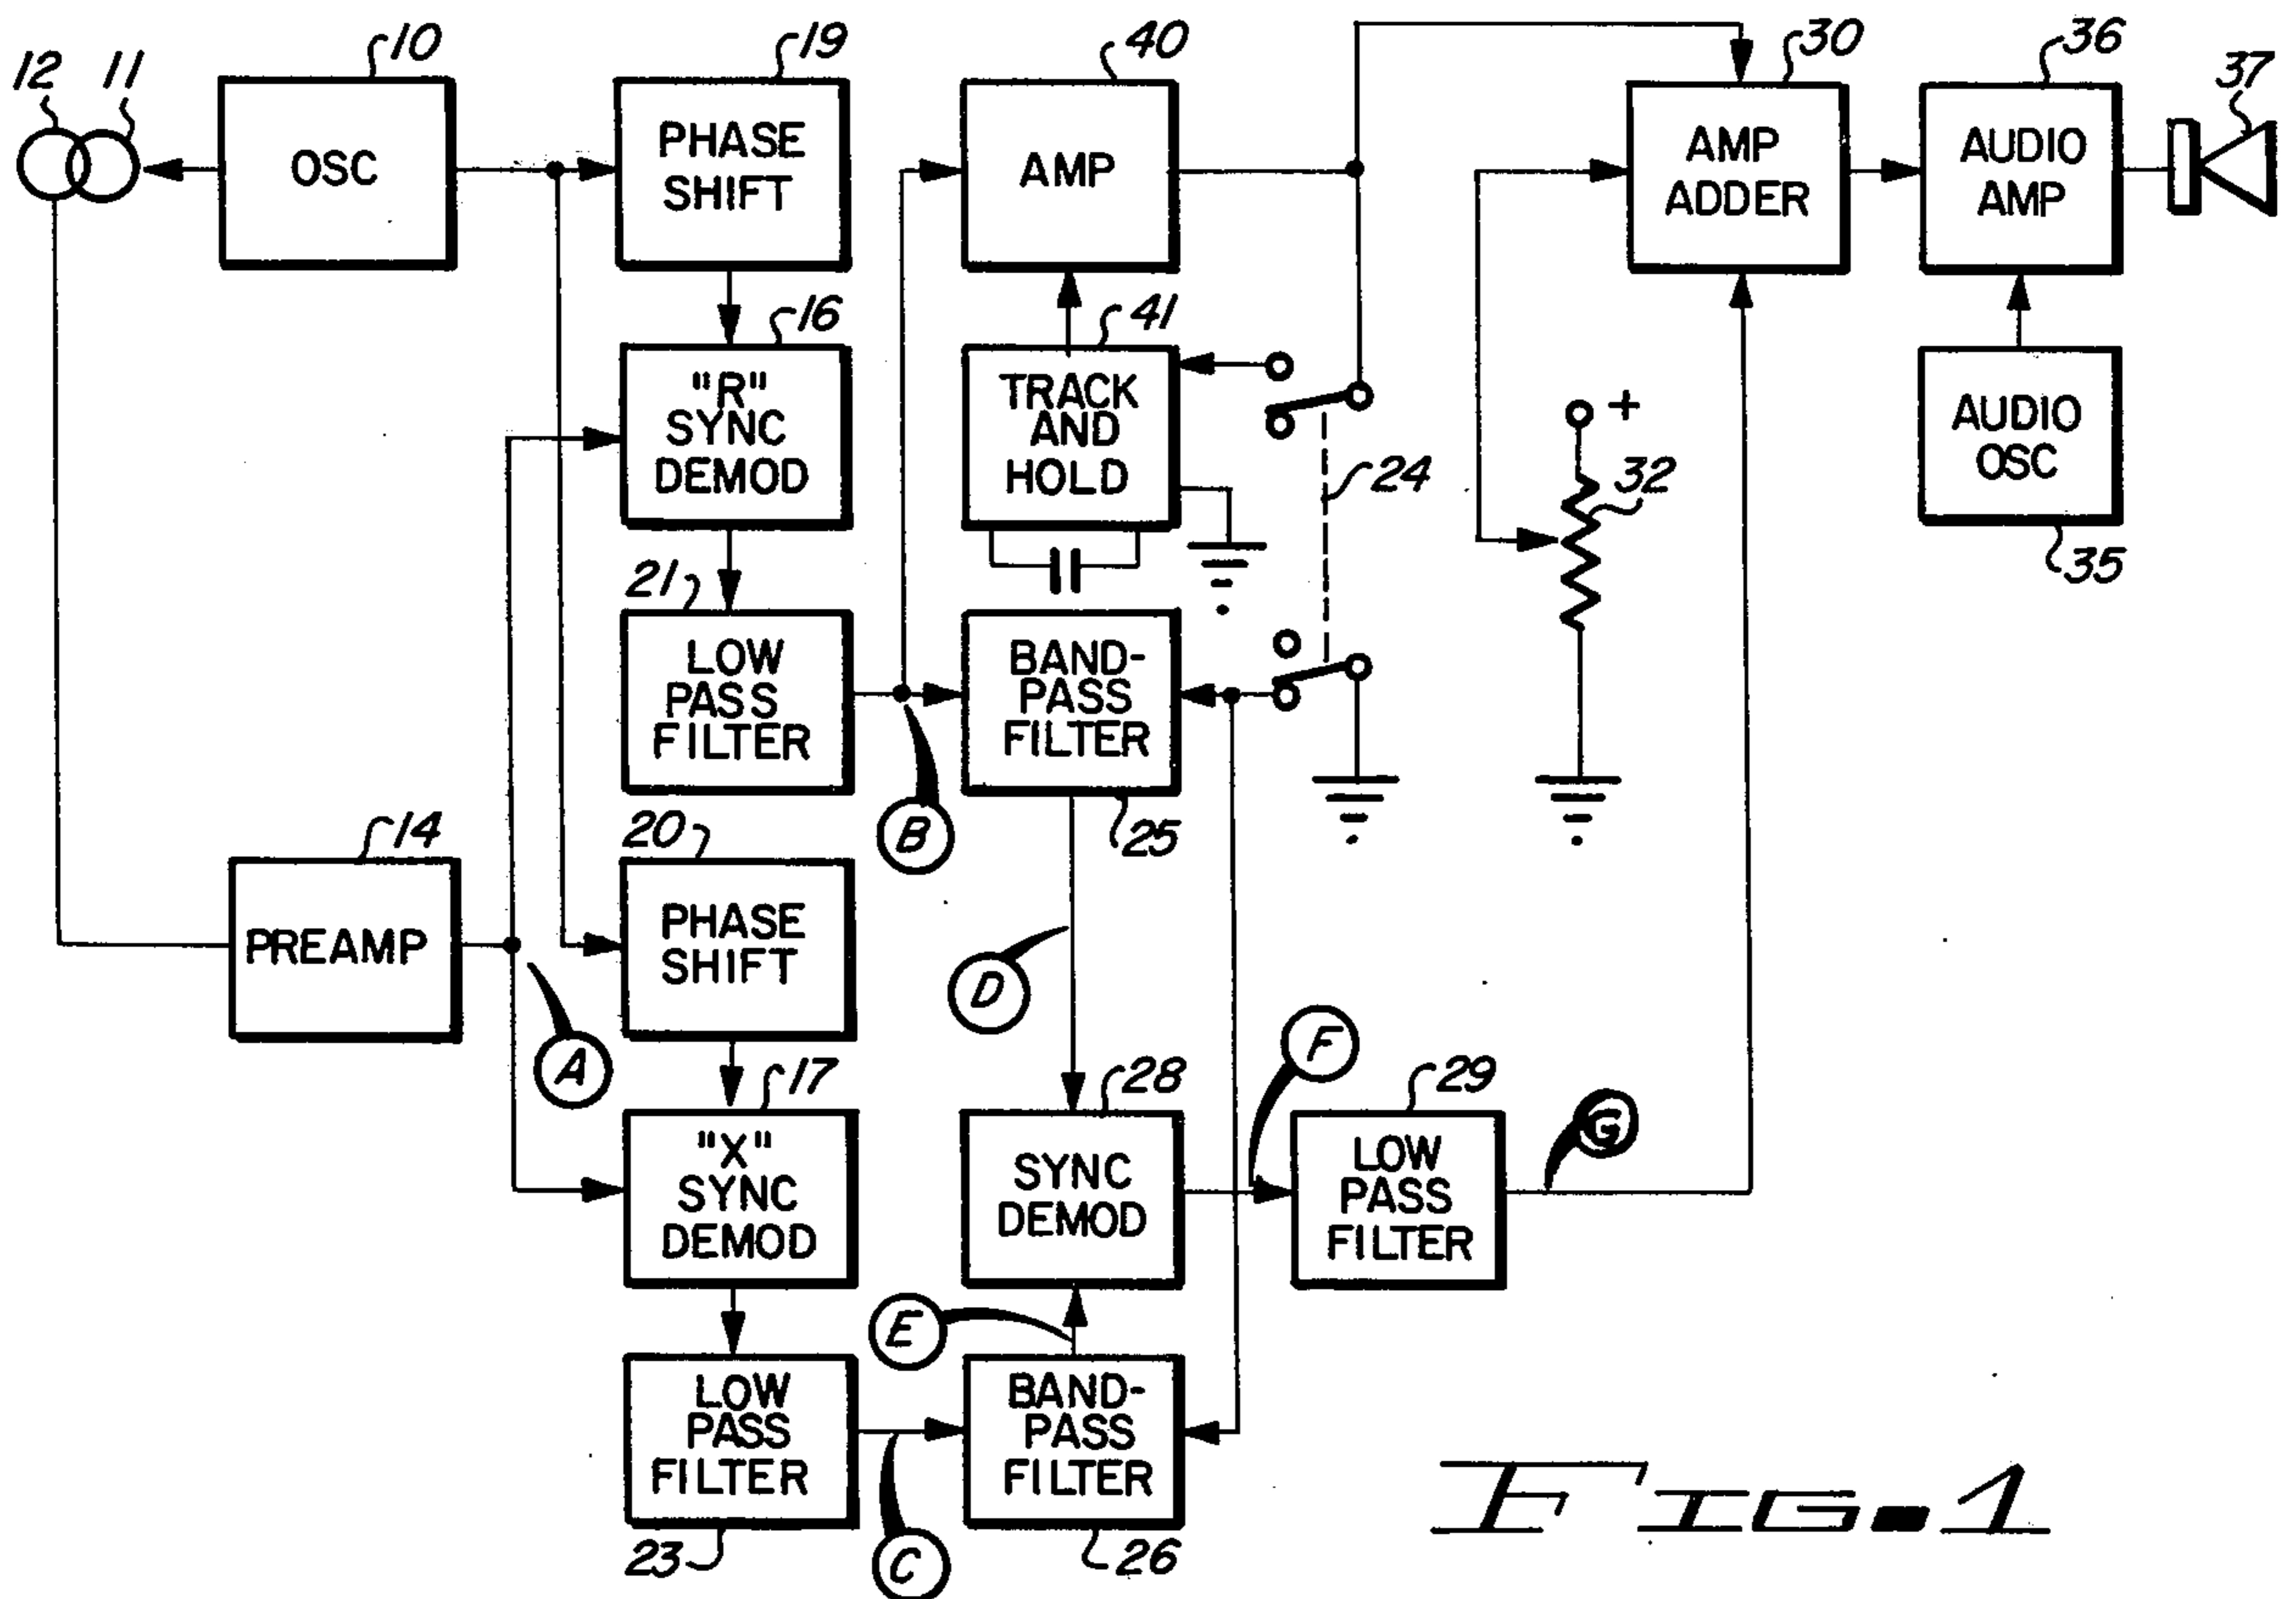 12
11
10
OSC
19
PHASE
SHIFT
40
AMP
30
AMP
ADDER
36
AUDIO
AMP
37
16
"R"
SYNC
DEMOD
41
TRACK
AND
HOLD
24
+
32
AUDIO
OSC
35
21
LOW
PASS
FILTER
B
BAND-
PASS
FILTER
25
14
PREAMP
A
20
PHASE
SHIFT
D
17
"X"
SYNC
DEMOD
28
SYNC
DEMOD
F
29
LOW
PASS
FILTER
G
E
23
LOW
PASS
FILTER
C
BAND-
PASS
FILTER
26
FIG-1